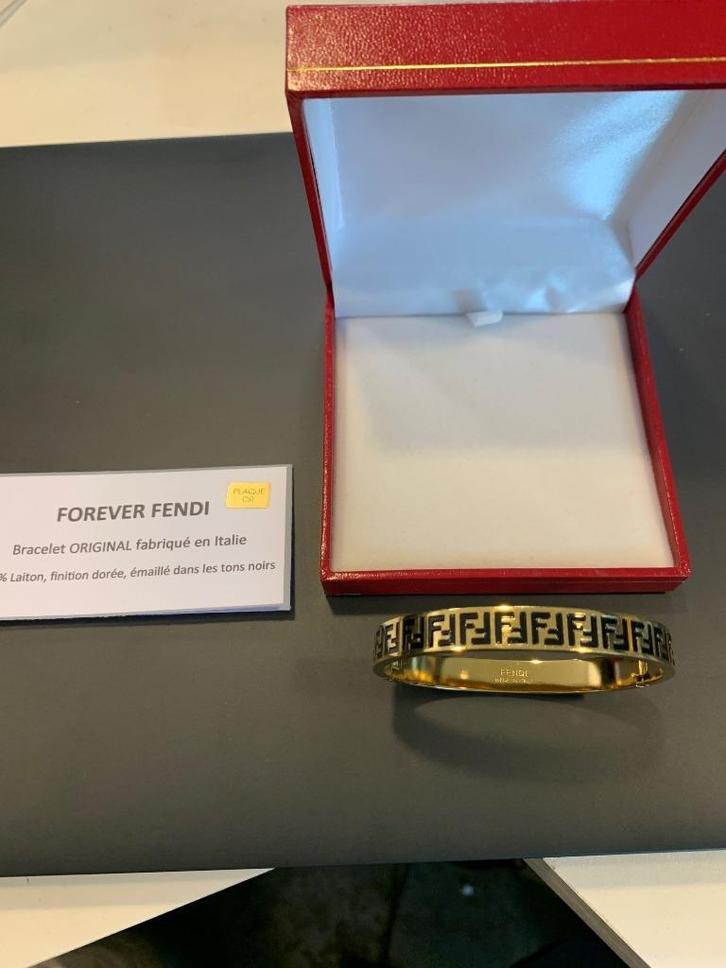 FOREVER FENDI
PLAQUE
OR
Bracelet ORIGINAL fabriqué en Italie
% Laiton, finition dorée, émaillé dans les tons noirs
FENDI